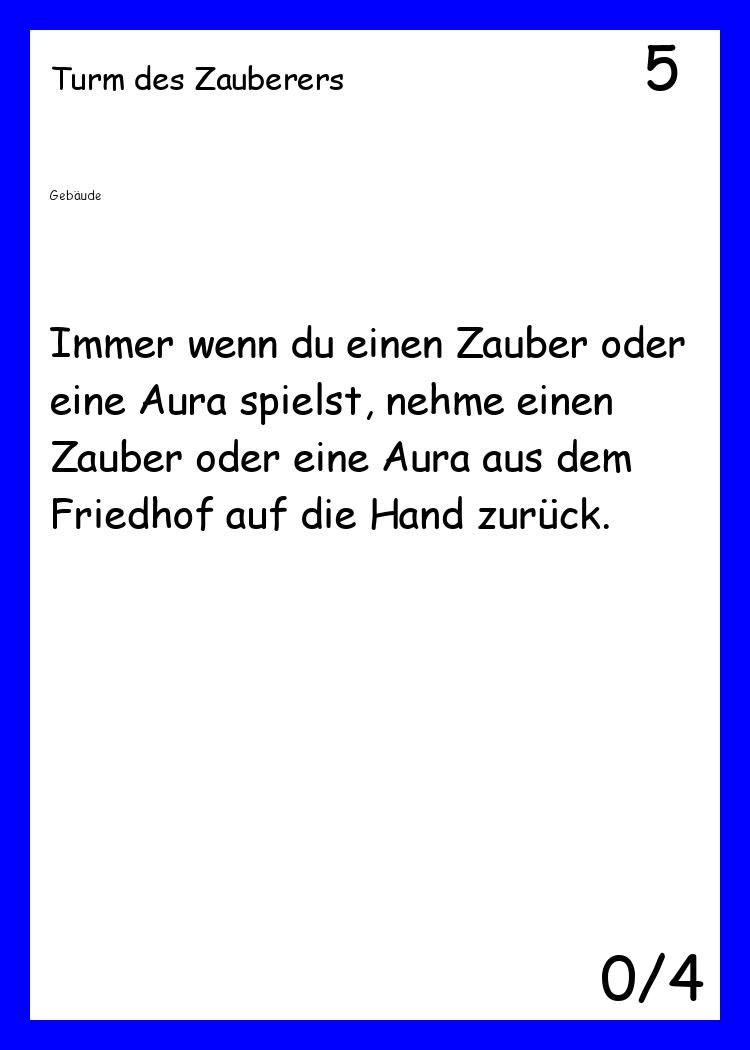 Turm des Zauberers
5
Gebäude
Immer wenn du einen Zauber oder
eine Aura spielst, nehme einen
Zauber oder eine Aura aus dem
Friedhof auf die Hand zurück.
0/4